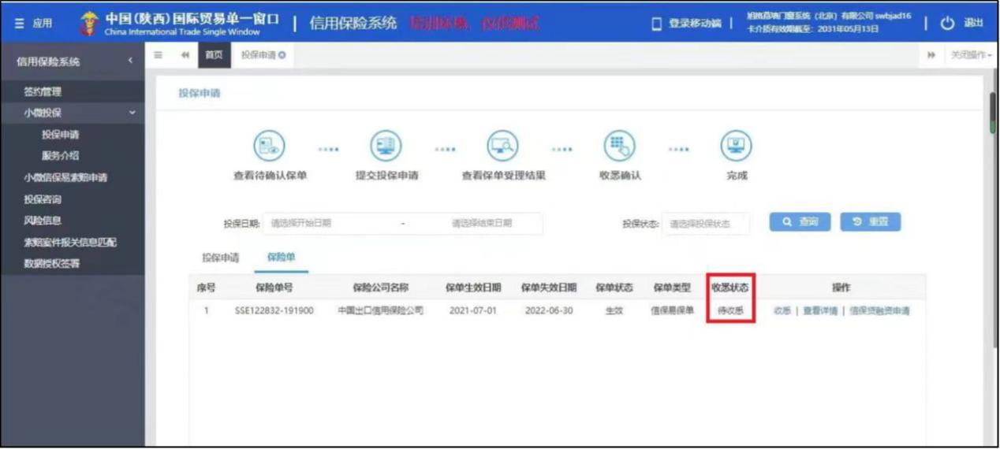 应用
中国(陕西)国际贸易单一窗口
China International Trade Single Window
信用保险系统
登录移动端
(北京)有限公司 swbjad16
卡介质有效期截至: 2031年05月13日
退出
信用保险系统
首页
投保申请
关闭操作
签约管理
小微投保
投保申请
服务介绍
小微信保易索赔申请
投保咨询
风险信息
索赔案件报关信息匹配
数据授权签署
投保申请
查看待确认保单
提交投保申请
查看保单受理结果
收悉确认
完成
投保日期: 请选择开始日期 - 请选择结束日期
投保状态: 请选择投保状态
查询
重置
投保申请 保险单
序号 保险单号 保险公司名称 保单生效日期 保单失效日期 保单状态 保单类型 收悉状态 操作
1 SSE122832-191900 中国出口信用保险公司 2021-07-01 2022-06-30 生效 信保易保单 待收悉 收悉 | 查看详情 | 信保贷融资申请